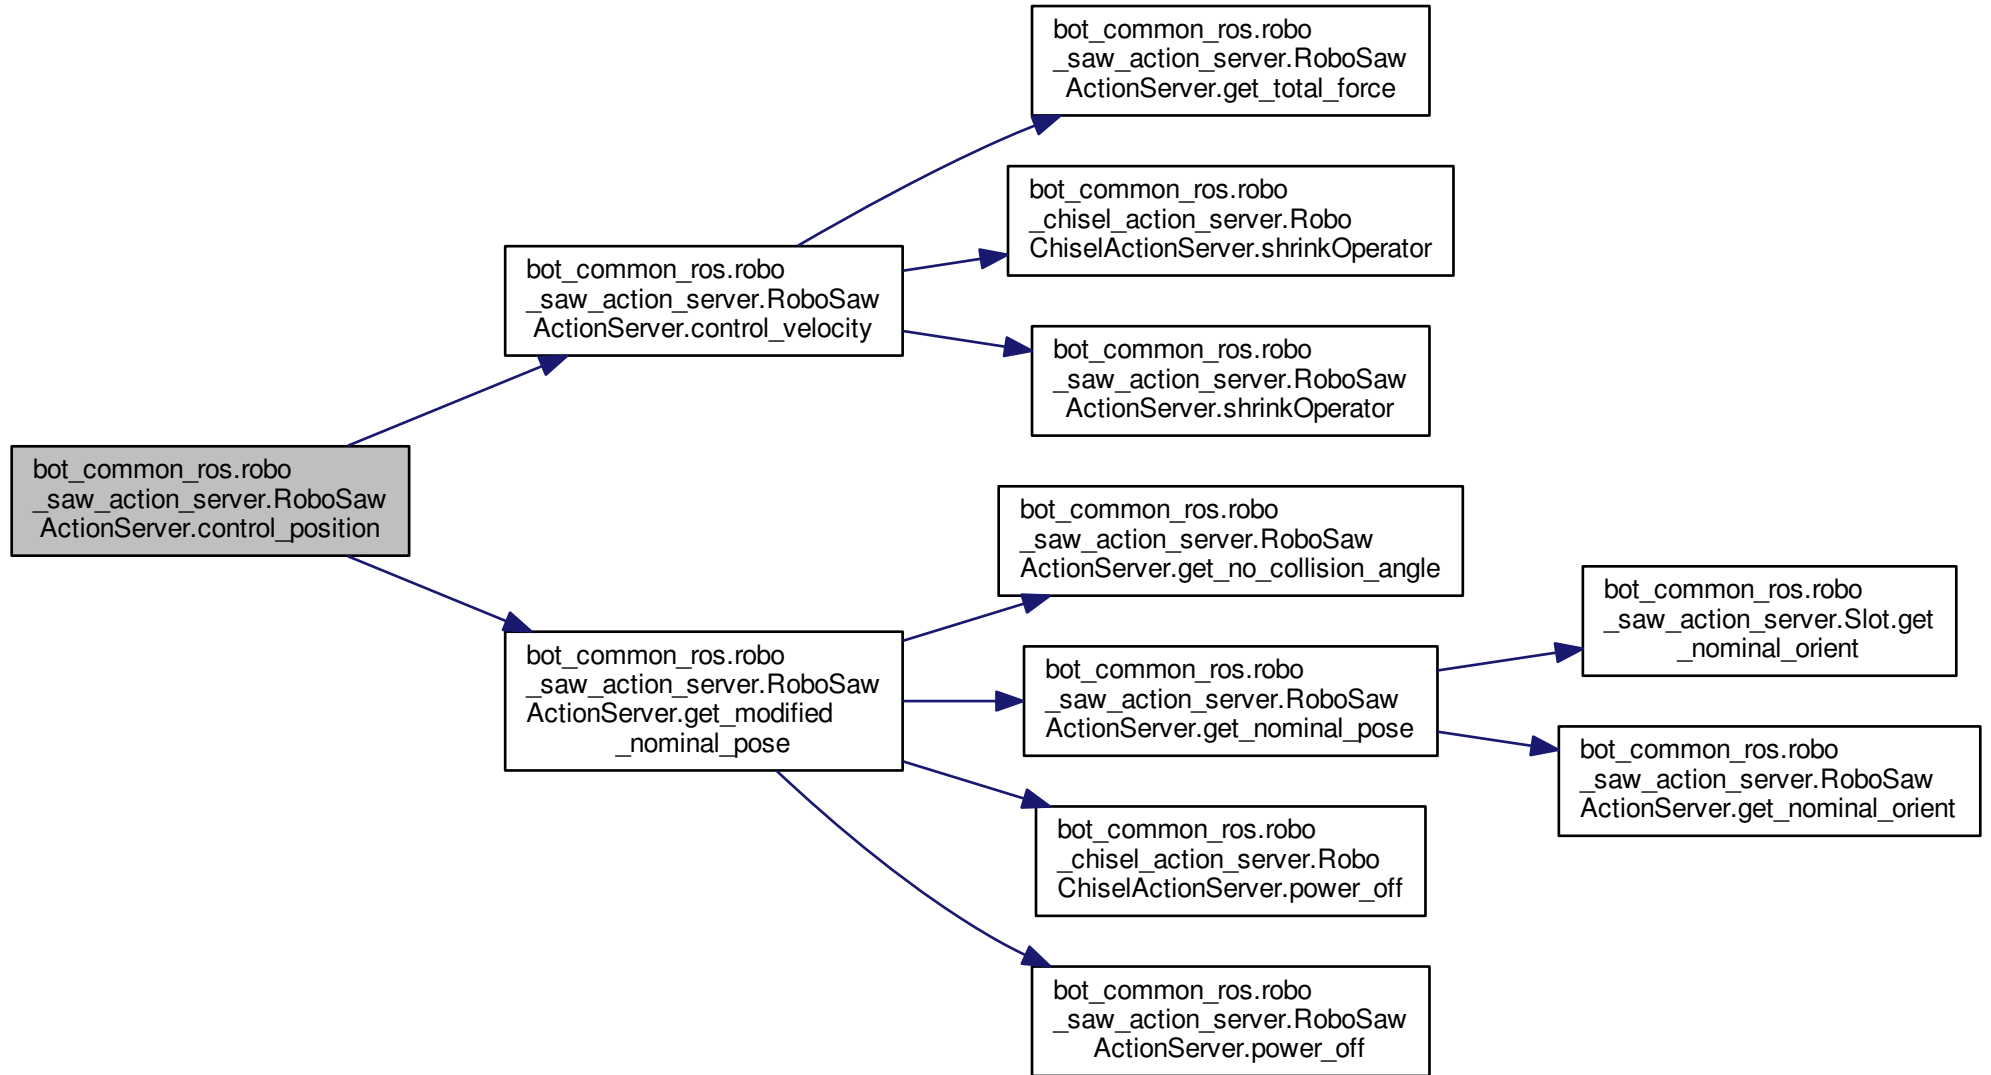 bot_common_ros.robo
_saw_action_server.RoboSaw
ActionServer.control_position
bot_common_ros.robo
_saw_action_server.RoboSaw
ActionServer.control_velocity
bot_common_ros.robo
_saw_action_server.RoboSaw
ActionServer.get_total_force
bot_common_ros.robo
_chisel_action_server.Robo
ChiselActionServer.shrinkOperator
bot_common_ros.robo
_saw_action_server.RoboSaw
ActionServer.shrinkOperator
bot_common_ros.robo
_saw_action_server.RoboSaw
ActionServer.get_modified
_nominal_pose
bot_common_ros.robo
_saw_action_server.RoboSaw
ActionServer.get_no_collision_angle
bot_common_ros.robo
_saw_action_server.RoboSaw
ActionServer.get_nominal_pose
bot_common_ros.robo
_saw_action_server.Slot.get
_nominal_orient
bot_common_ros.robo
_saw_action_server.RoboSaw
ActionServer.get_nominal_orient
bot_common_ros.robo
_chisel_action_server.Robo
ChiselActionServer.power_off
bot_common_ros.robo
_saw_action_server.RoboSaw
ActionServer.power_off